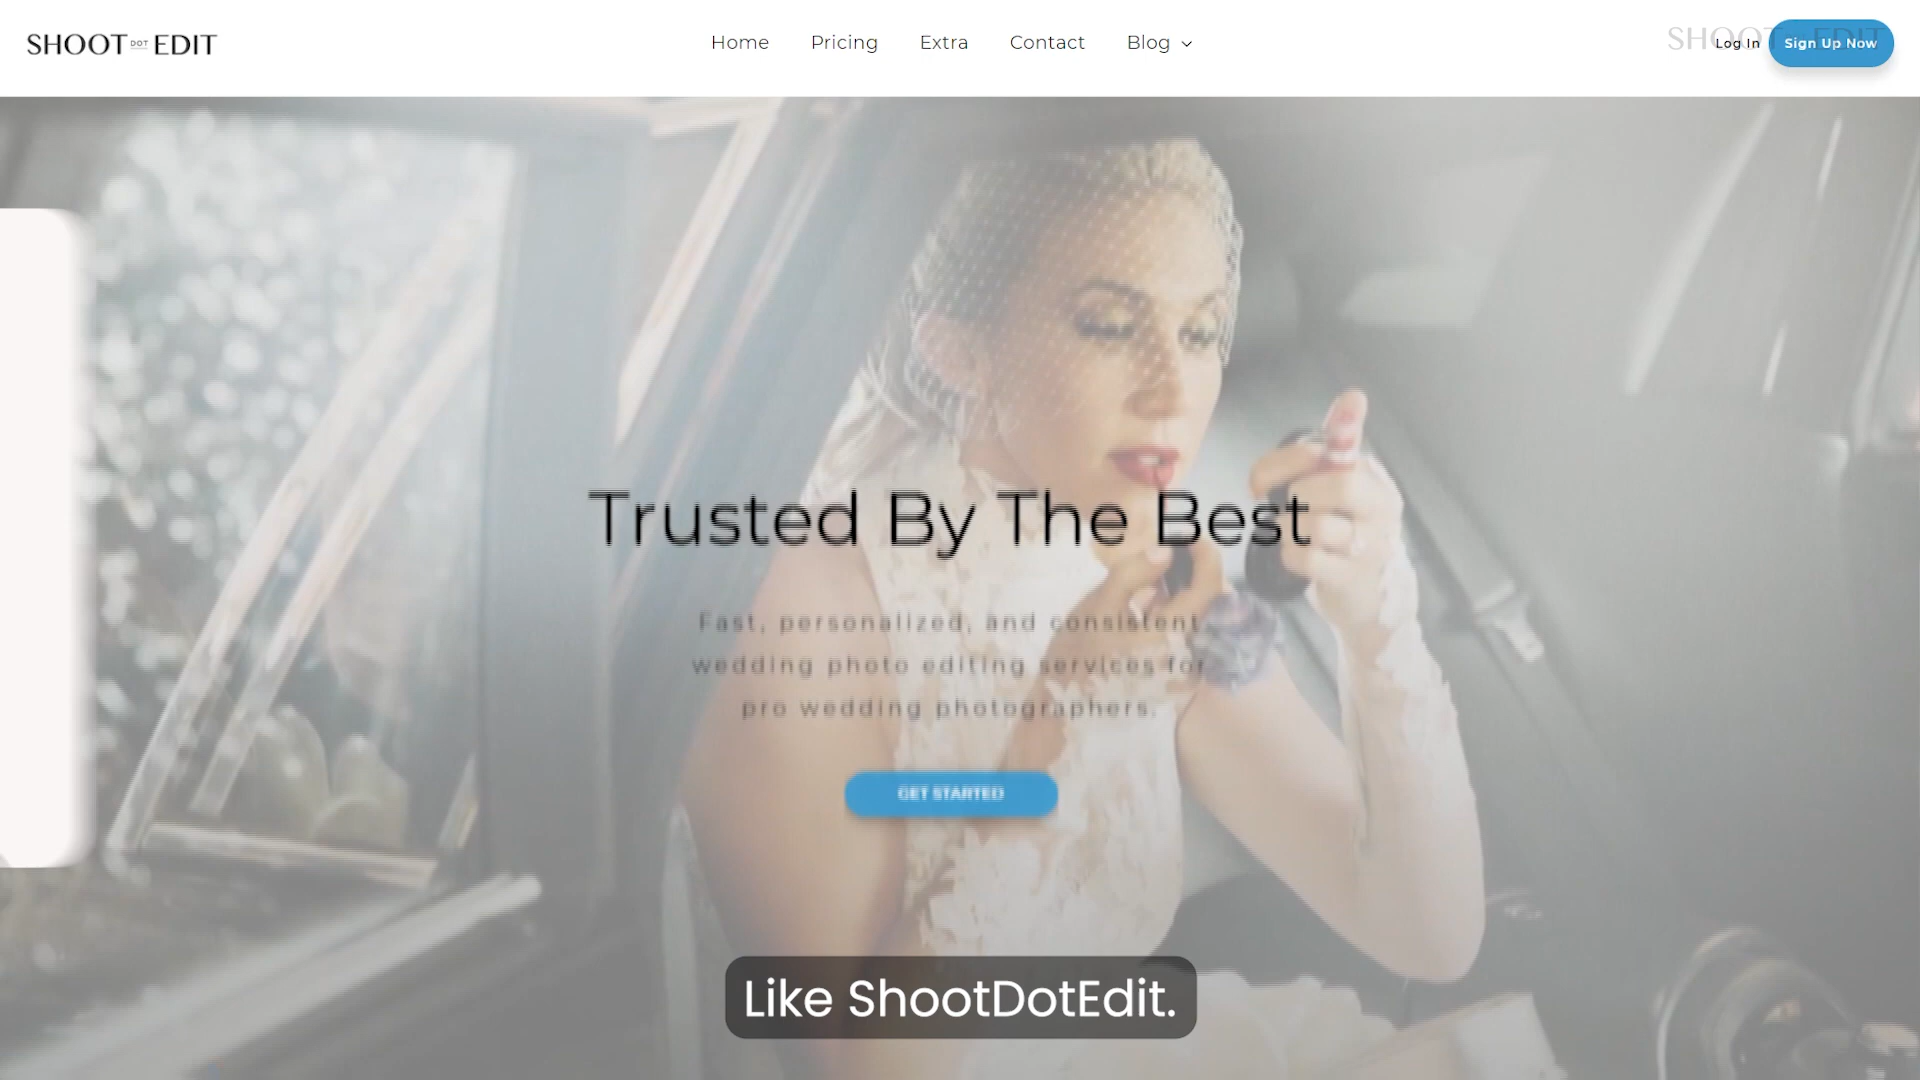 SHOOT DOT EDIT
Home
Pricing
Extra
Contact
Blog
Log In
Sign Up Now
Trusted By The Best
Fast, personalized, and consistent
wedding photo editing services for
pro wedding photographers.
GET STARTED
Like ShootDotEdit.